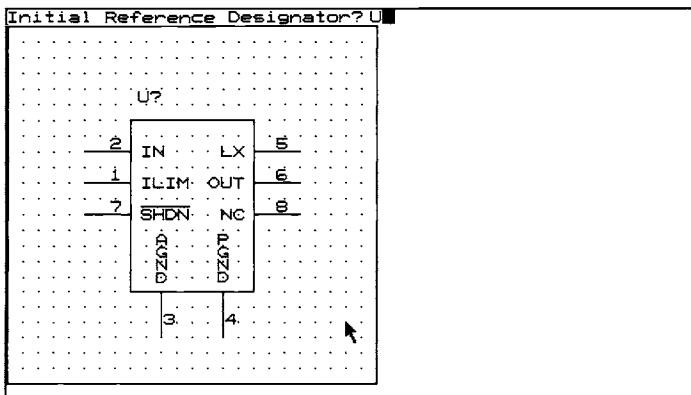 Initial Reference Designator? U
U?
2 IN LX 5
1 ILIM OUT 6
7 SHDN NC 8
AGND PGND
3 4